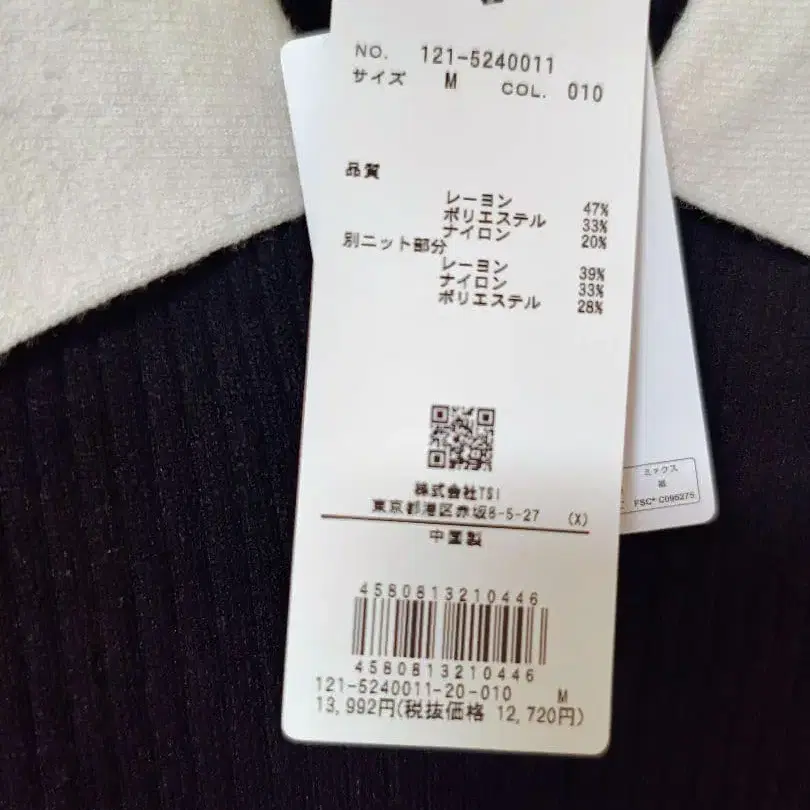 NO. 121-5240011
サイズ M COL. 010
品質
レーヨン 47%
ポリエステル 33%
ナイロン 20%
別ニット部分
レーヨン 39%
ナイロン 33%
ポリエステル 28%
株式会社TSI
東京都港区赤坂8-5-27 (X)
中国製
4580813210446
4580813210446
121-5240011-20-010 M
13,992円(税抜価格 12,720円)
ミックス
紙
FSC® C095275